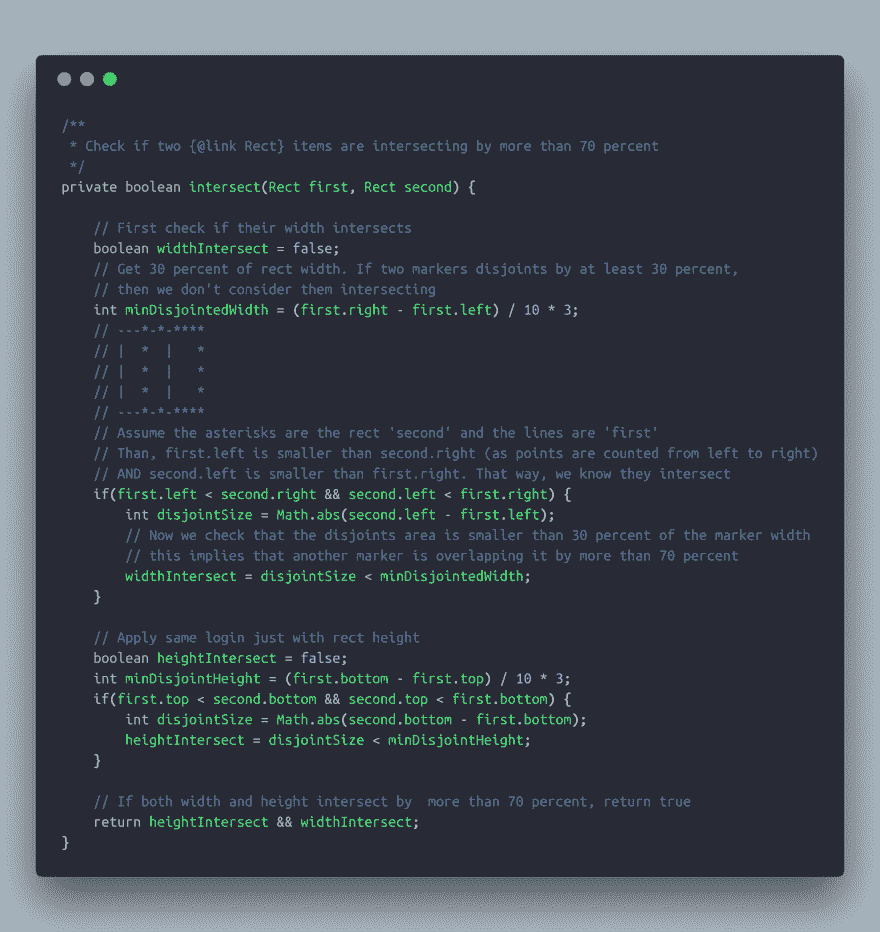 /**
 * Check if two {@link Rect} items are intersecting by more than 70 percent
 */
private boolean intersect(Rect first, Rect second) {

    // First check if their width intersects
    boolean widthIntersect = false;
    // Get 30 percent of rect width. If two markers disjoints by at least 30 percent,
    // then we don't consider them intersecting
    int minDisjointedWidth = (first.right - first.left) / 10 * 3;
    // ---*-*-****
    // |  *  |   *
    // |  *  |   *
    // |  *  |   *
    // ---*-*-****
    // Assume the asterisks are the rect 'second' and the lines are 'first'
    // Than, first.left is smaller than second.right (as points are counted from left to right)
    // AND second.left is smaller than first.right. That way, we know they intersect
    if(first.left < second.right && second.left < first.right) {
        int disjointSize = Math.abs(second.left - first.left);
        // Now we check that the disjoints area is smaller than 30 percent of the marker width
        // this implies that another marker is overlapping it by more than 70 percent
        widthIntersect = disjointSize < minDisjointedWidth;
    }

    // Apply same login just with rect height
    boolean heightIntersect = false;
    int minDisjointHeight = (first.bottom - first.top) / 10 * 3;
    if(first.top < second.bottom && second.top < first.bottom) {
        int disjointSize = Math.abs(second.bottom - first.bottom);
        heightIntersect = disjointSize < minDisjointHeight;
    }

    // If both width and height intersect by  more than 70 percent, return true
    return heightIntersect && widthIntersect;
}